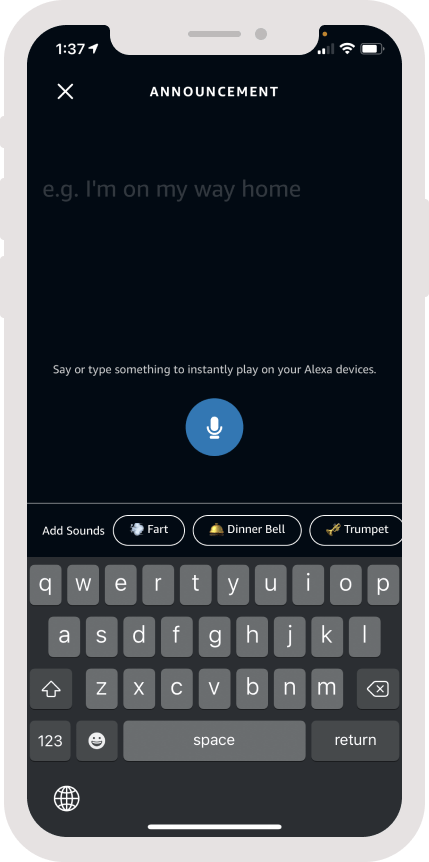 1:37
ANNOUNCEMENT
e.g. I'm on my way home
Say or type something to instantly play on your Alexa devices.
Add Sounds Fart Dinner Bell Trumpet
q w e r t y u i o p
a s d f g h j k l
z x c v b n m
123 space return